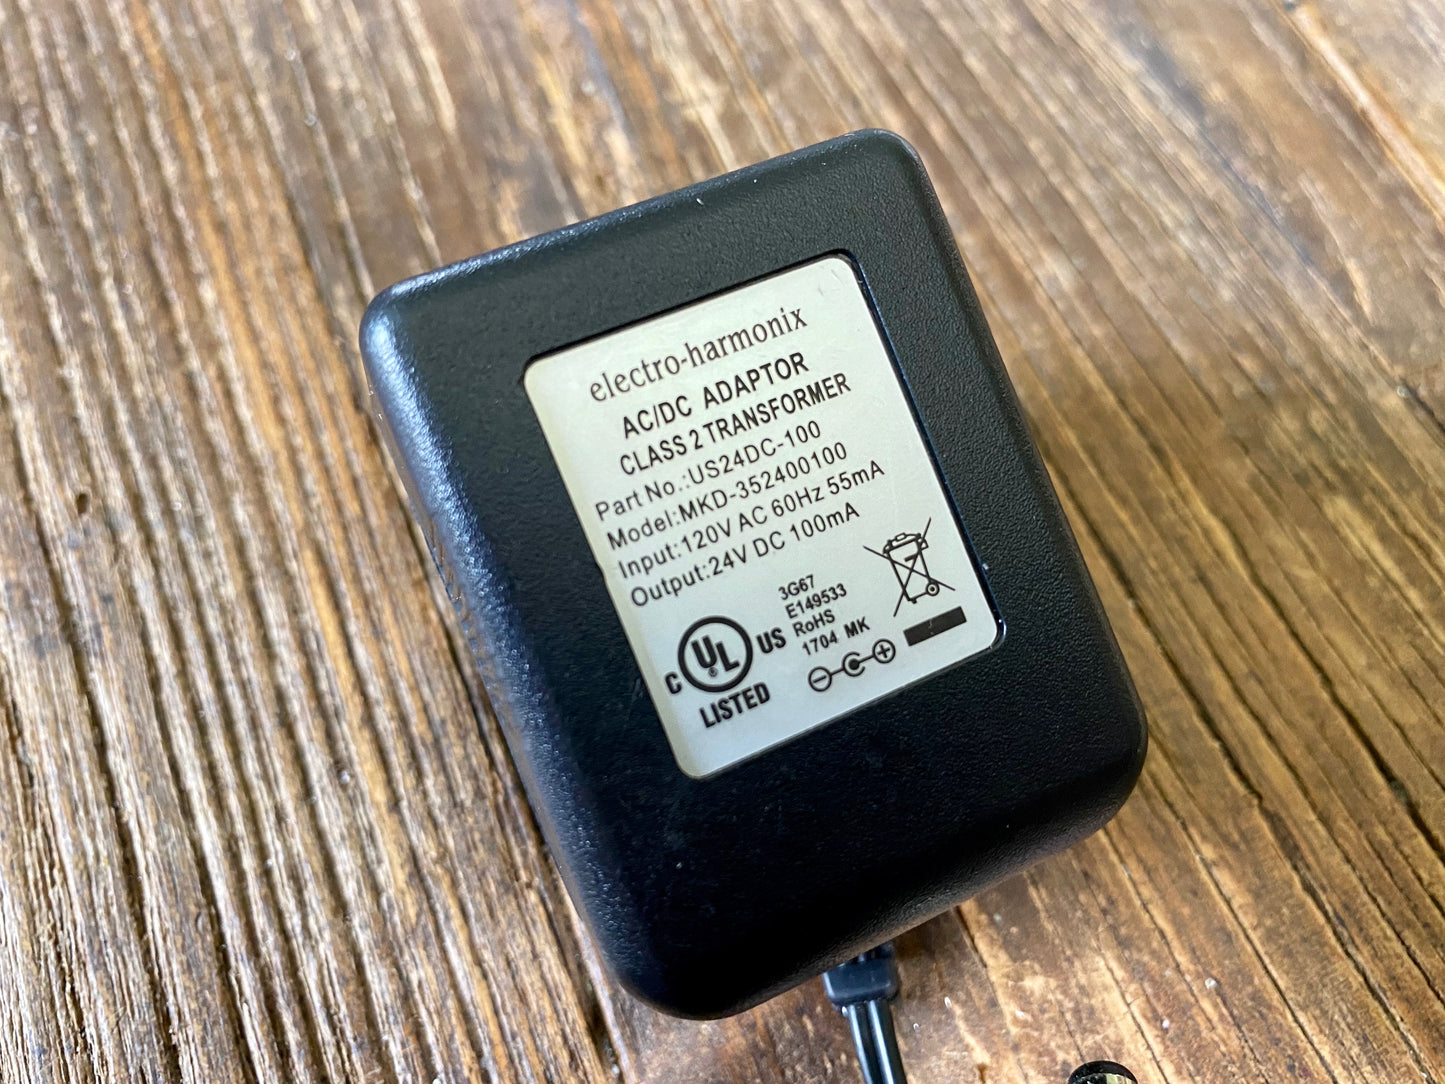 electro-harmonix
AC/DC ADAPTOR
CLASS 2 TRANSFORMER
Part No.:US24DC-100
Model:MKD-352400100
Input:120V AC 60Hz 55mA
Output:24V DC 100mA
3G67
E149533
RoHS
1704 MK
C UL ® US
LISTED